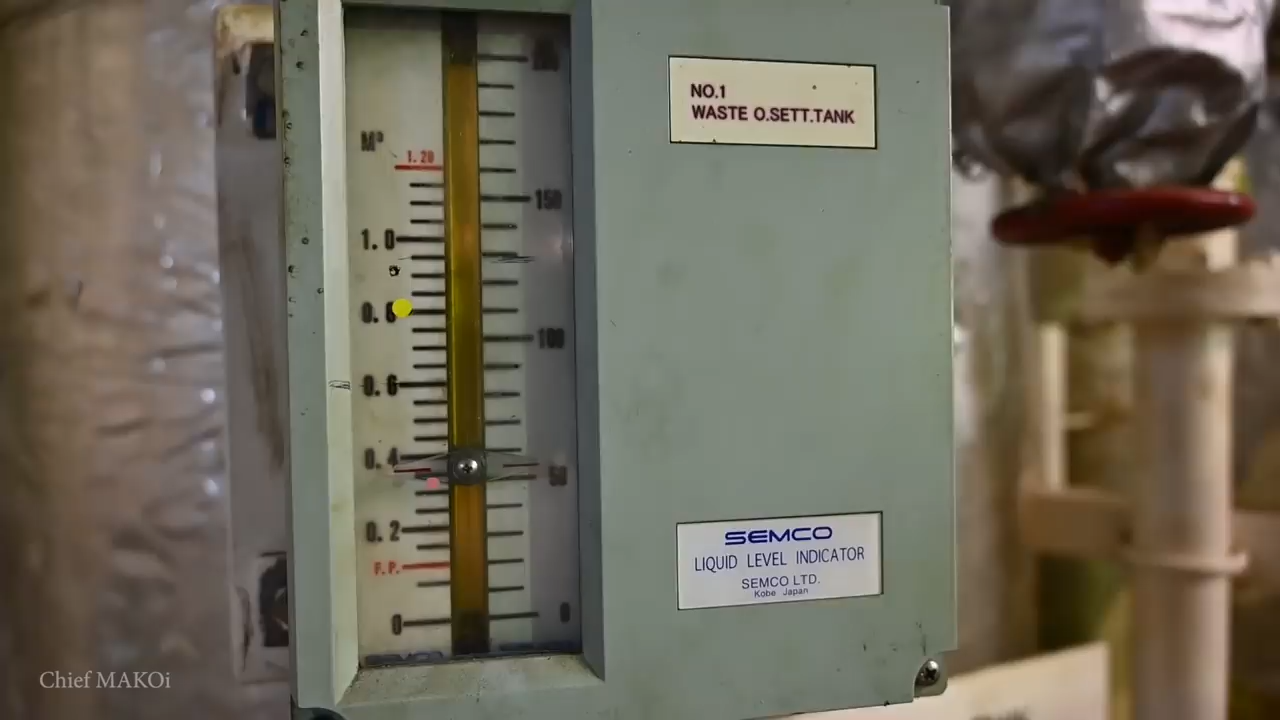 M³
1.20
150
1.0
0.8
100
0.6
0.4
50
0.2
F.P.
0
0
NO.1
WASTE O.SETT.TANK
SEMCO
LIQUID LEVEL INDICATOR
SEMCO LTD.
Kobe Japan
Chief MAKOi